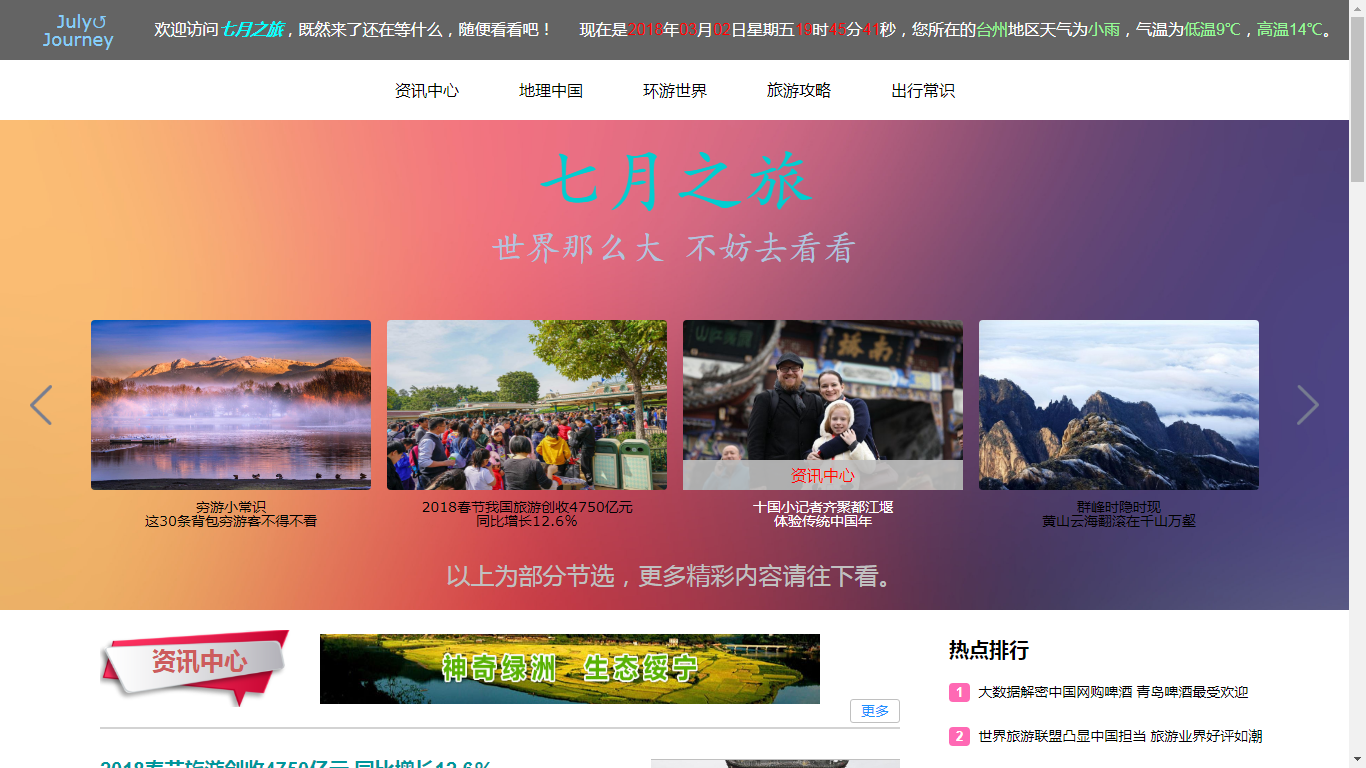 July↺
Journey
欢迎访问七月之旅，既然来了还在等什么，随便看看吧！ 现在是2018年03月02日星期五19时45分41秒，您所在的台州地区天气为小雨，气温为低温9℃，高温14℃。
资讯中心 地理中国 环游世界 旅游攻略 出行常识
七月之旅
世界那么大 不妨去看看
南桥
资讯中心
穷游小常识
这30条背包穷游客不得不看
2018春节我国旅游创收4750亿元
同比增长12.6%
十国小记者齐聚都江堰
体验传统中国年
群峰时隐时现
黄山云海翻滚在千山万壑
以上为部分节选，更多精彩内容请往下看。
资讯中心
神奇绿洲 生态绥宁
更多
热点排行
1 大数据解密中国网购啤酒 青岛啤酒最受欢迎
2 世界旅游联盟凸显中国担当 旅游业界好评如潮
2018春节旅游创收4750亿元 同比增长12.6%